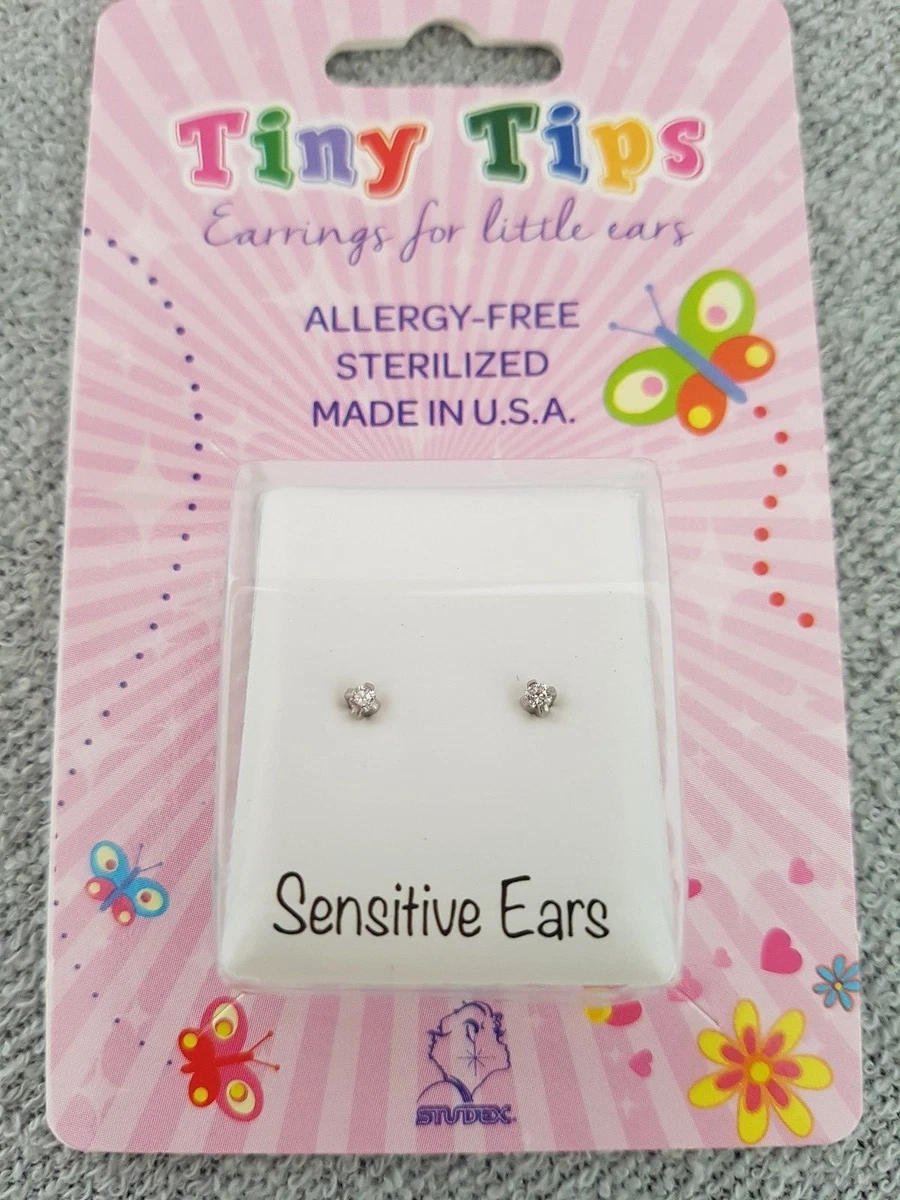 Tiny Tips
Earrings for little ears
ALLERGY-FREE
STERILIZED
MADE IN U.S.A.
Sensitive Ears
STUDEX